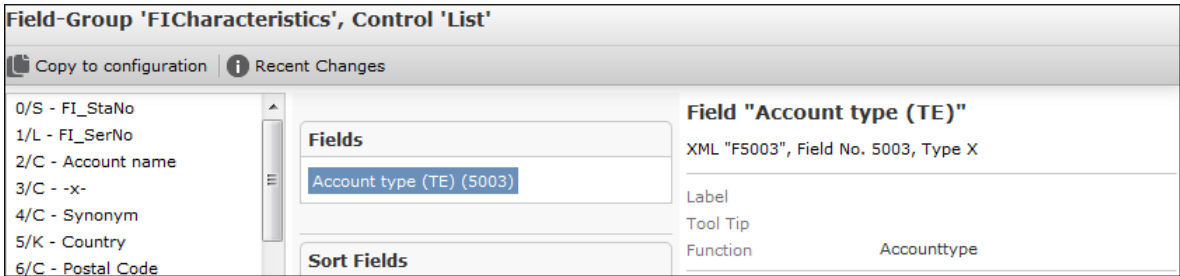 Field-Group 'FICharacteristics', Control 'List'
Copy to configuration
Recent Changes
0/S - FI_StaNo
1/L - FI_SerNo
2/C - Account name
3/C - -x-
4/C - Synonym
5/K - Country
6/C - Postal Code
Fields
Account type (TE) (5003)
Sort Fields
Field "Account type (TE)"
XML "F5003", Field No. 5003, Type X
Label
Tool Tip
Function Accounttype